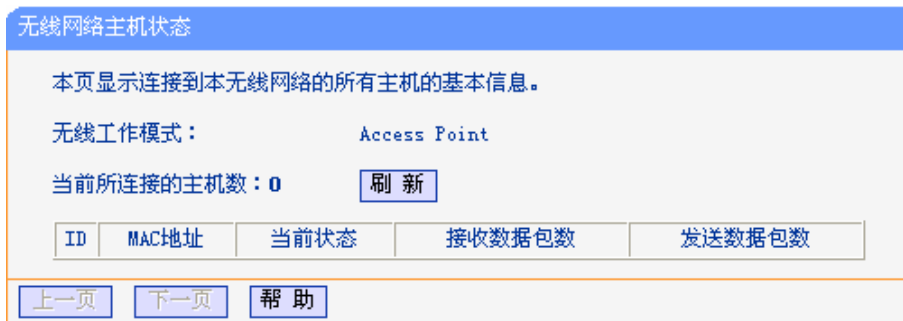 无线网络主机状态
本页显示连接到本无线网络的所有主机的基本信息。
无线工作模式： Access Point
当前所连接的主机数：0 刷 新
ID MAC地址 当前状态 接收数据包数 发送数据包数
上一页 下一页 帮 助